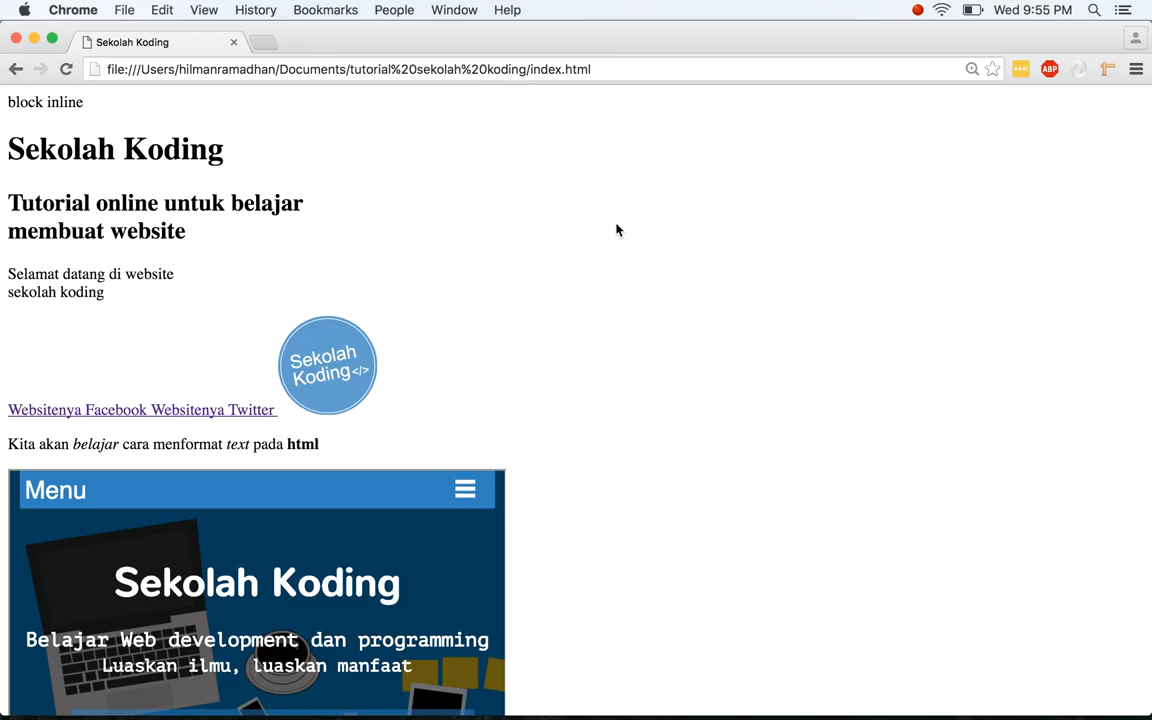 Chrome File Edit View History Bookmarks People Window Help Wed 9:55 PM
Sekolah Koding
file:///Users/hilmanramadhan/Documents/tutorial%20sekolah%20koding/index.html
ABP
block inline
Sekolah Koding
Tutorial online untuk belajar
membuat website
Selamat datang di website
sekolah koding
Sekolah
Koding</>
Websitenya Facebook Websitenya Twitter
Kita akan belajar cara menformat text pada html
Menu
Sekolah Koding
Belajar Web development dan programming
Luaskan ilmu, luaskan manfaat